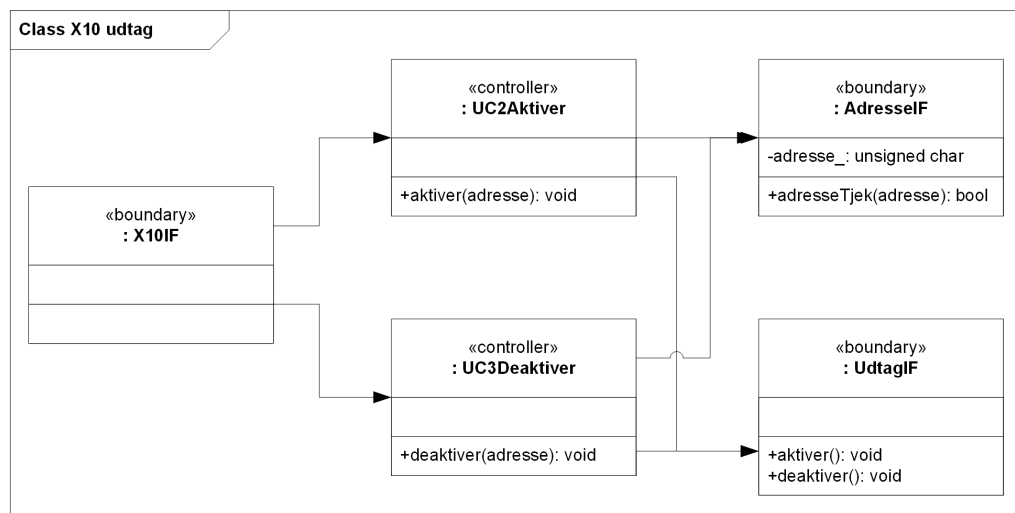 Class X10 udtag
«boundary»
: X10IF
«controller»
: UC2Aktiver
+aktiver(adresse): void
«controller»
: UC3Deaktiver
+deaktiver(adresse): void
«boundary»
: AdresseIF
-adresse_: unsigned char
+adresseTjek(adresse): bool
«boundary»
: UdtagIF
+aktiver(): void
+deaktiver(): void